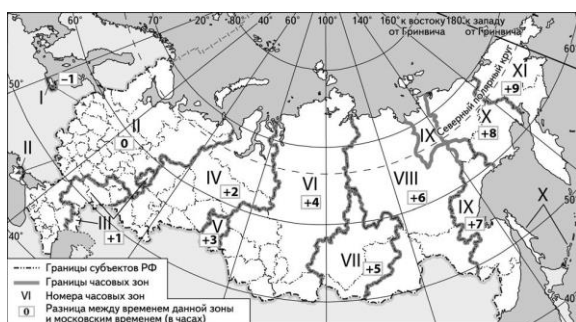 60° 80° 100° 120° 140° 160° к востоку от Гринвича
180° к западу от Гринвича
50°
I
−1
II
0
Северный полярный круг
XI
+9
X
+8
IX
II
IV
+2
VI
+4
VIII
+6
IX
+7
X
III
+1
V
+3
VII
+5
40°
50°
40°
Границы субъектов РФ
Границы часовых зон
VI Номера часовых зон
0 Разница между временем данной зоны
и московским временем (в часах)